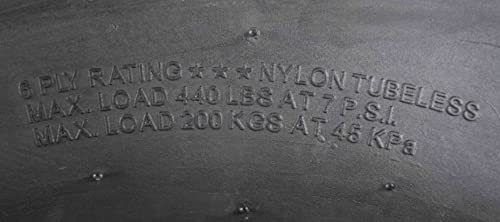 6 PLY RATING ★★★ NYLON TUBELESS
MAX. LOAD 440 LBS AT 7 P.S.I.
MAX. LOAD 200 KGS AT 45 KPa